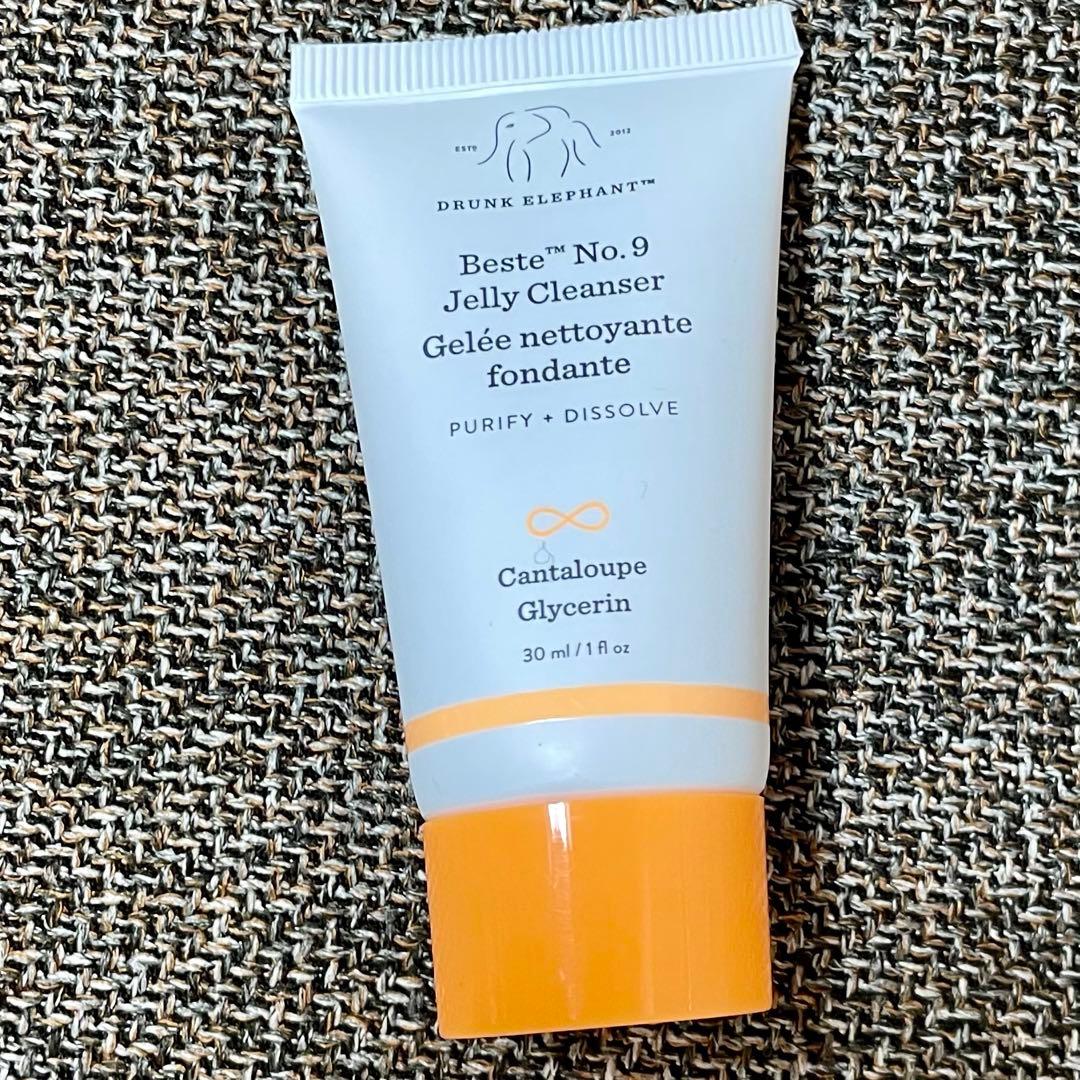 ESTD 2012
DRUNK ELEPHANT™
Beste™ No. 9
Jelly Cleanser
Gelée nettoyante
fondante
PURIFY + DISSOLVE
Cantaloupe
Glycerin
30 ml / 1 fl oz